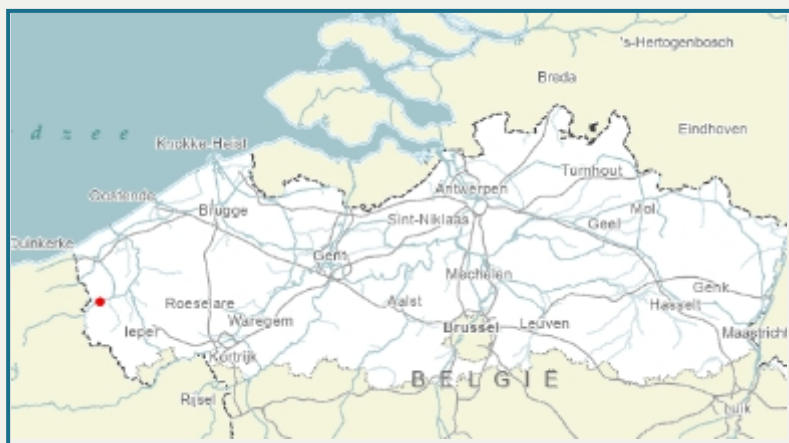 's-Hertogenbosch
Breda
dzee
Eindhoven
Knokke-Heist
Turnhout
Antwerpen
Oostende
Mol
Brugge
Sint-Niklaas
Geel
Duinkerke
Gent
Mechelen
Genk
Roeselare
Aalst
Hasselt
Waregem
Ieper
Brussel
Leuven
Maastricht
Kortrijk
BELGIË
Rijsel
Luik